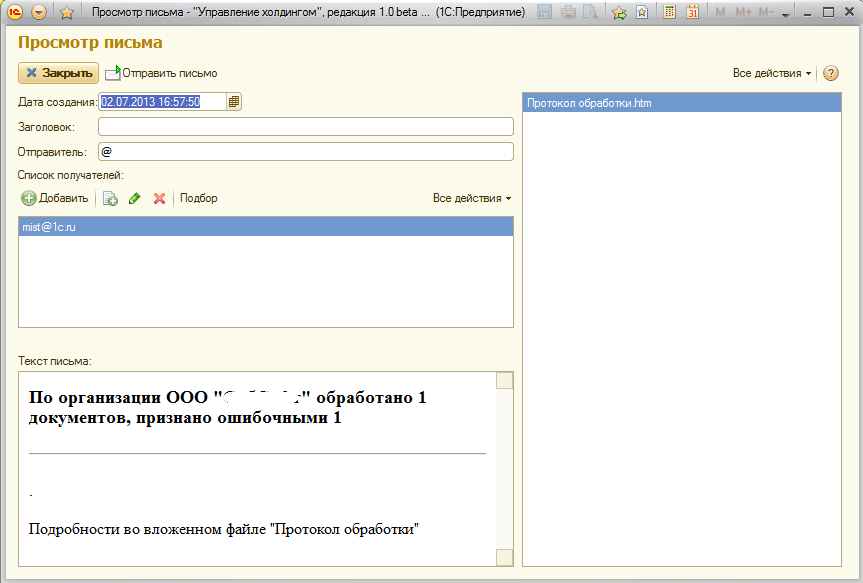 Просмотр письма - "Управление холдингом", редакция 1.0 beta ... (1С:Предприятие)
M M+ M-
31
Просмотр письма
Закрыть Отправить письмо Все действия ?
Дата создания: 02.07.2013 16:57:50
Заголовок:
Отправитель: @
Список получателей:
Добавить Подбор Все действия
mist@1c.ru
Протокол обработки.htm
Текст письма:
По организации ООО " " обработано 1
документов, признано ошибочными 1
.
Подробности во вложенном файле "Протокол обработки"